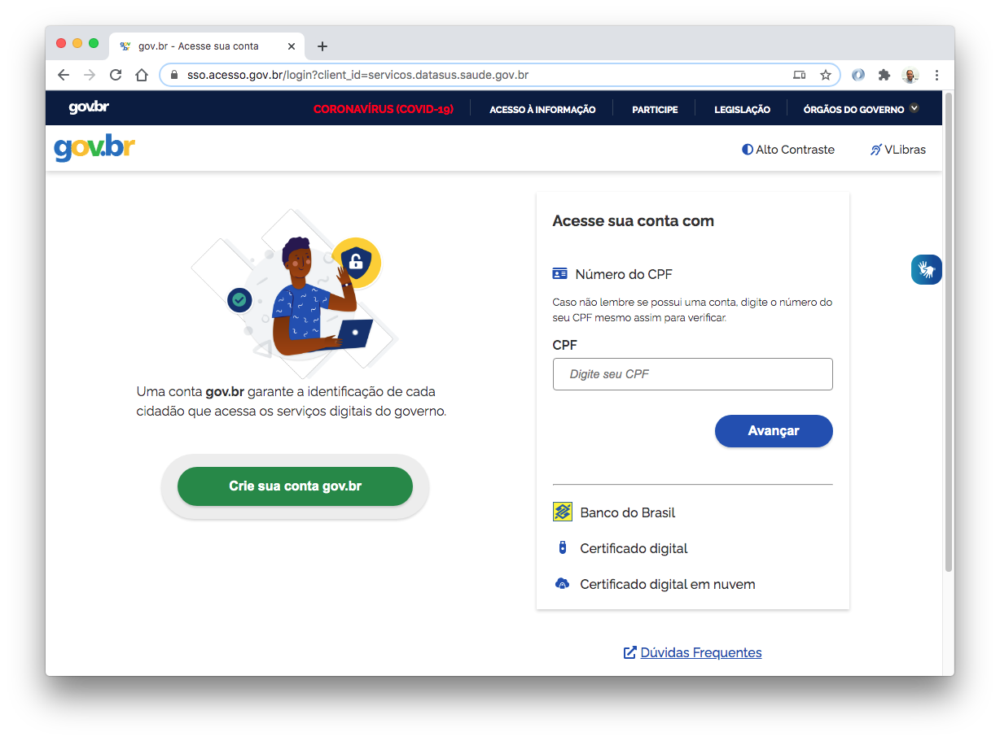 gov.br - Acesse sua conta
sso.acesso.gov.br/login?client_id=servicos.datasus.saude.gov.br
gov.br
CORONAVÍRUS (COVID-19)
ACESSO À INFORMAÇÃO
PARTICIPE
LEGISLAÇÃO
ÓRGÃOS DO GOVERNO
gov.br
Alto Contraste
VLibras
Uma conta gov.br garante a identificação de cada
cidadão que acessa os serviços digitais do governo.
Crie sua conta gov.br
Acesse sua conta com
Número do CPF
Caso não lembre se possui uma conta, digite o número do
seu CPF mesmo assim para verificar.
CPF
Digite seu CPF
Avançar
Banco do Brasil
Certificado digital
Certificado digital em nuvem
Dúvidas Frequentes